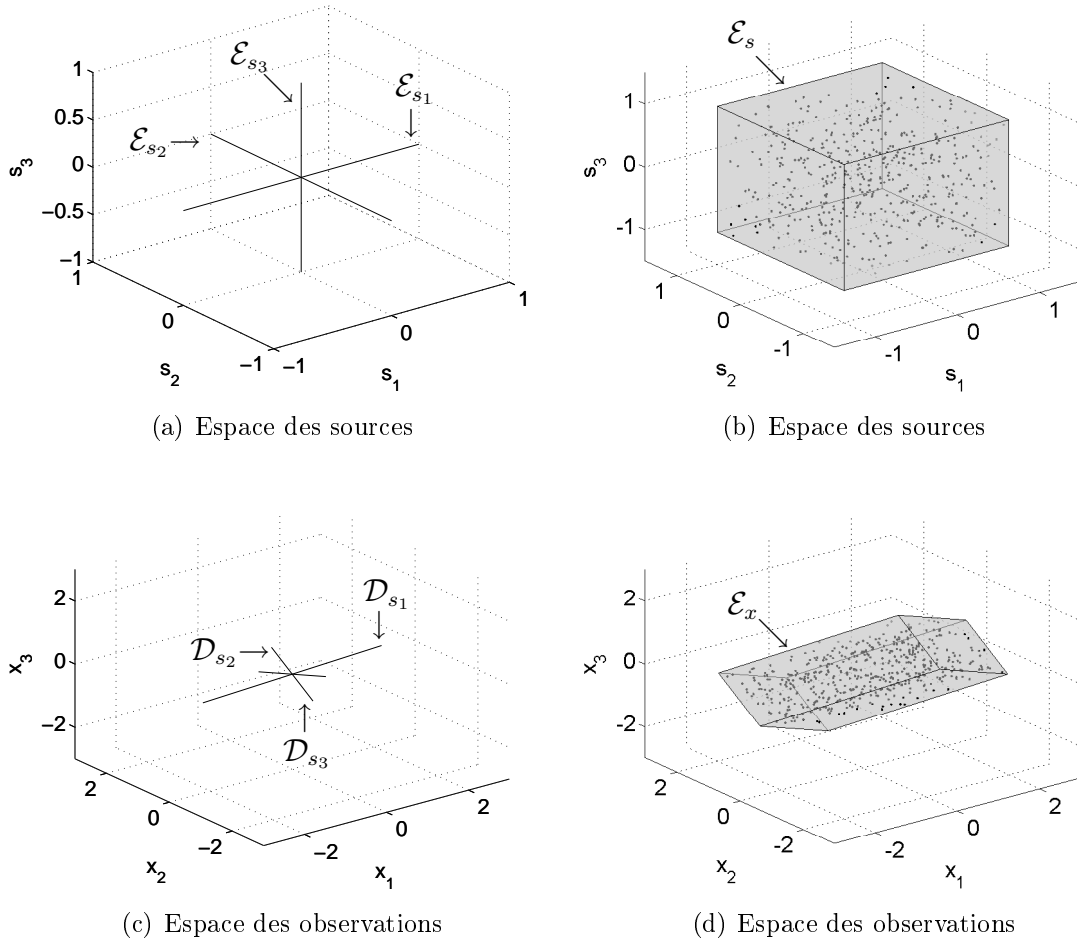 𝓔s3
𝓔s1
𝓔s2
1
0.5
0
−0.5
−1
s3
1
0
−1
s2
−1
0
1
s1
(a) Espace des sources
𝓔s
1
0
-1
s3
1
0
-1
s2
-1
0
1
s1
(b) Espace des sources
𝓓s1
𝓓s2
𝓓s3
2
0
−2
x3
2
0
−2
x2
−2
0
2
x1
(c) Espace des observations
𝓔x
2
0
-2
x3
2
0
-2
x2
-2
0
2
x1
(d) Espace des observations